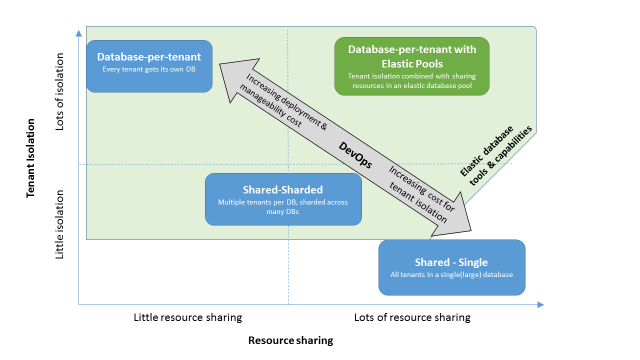 Database-per-tenant
Every tenant gets its own DB
Database-per-tenant with
Elastic Pools
Tenant isolation combined with sharing
resources in an elastic database pool
Increasing deployment &
manageability cost
DevOps
Increasing cost for
tenant isolation
Elastic database
tools & capabilities
Shared-Sharded
Multiple tenants per DB, sharded across
many DBs
Shared - Single
All tenants in a single(large) database
Tenant Isolation
Lots of isolation
Little isolation
Little resource sharing
Lots of resource sharing
Resource sharing